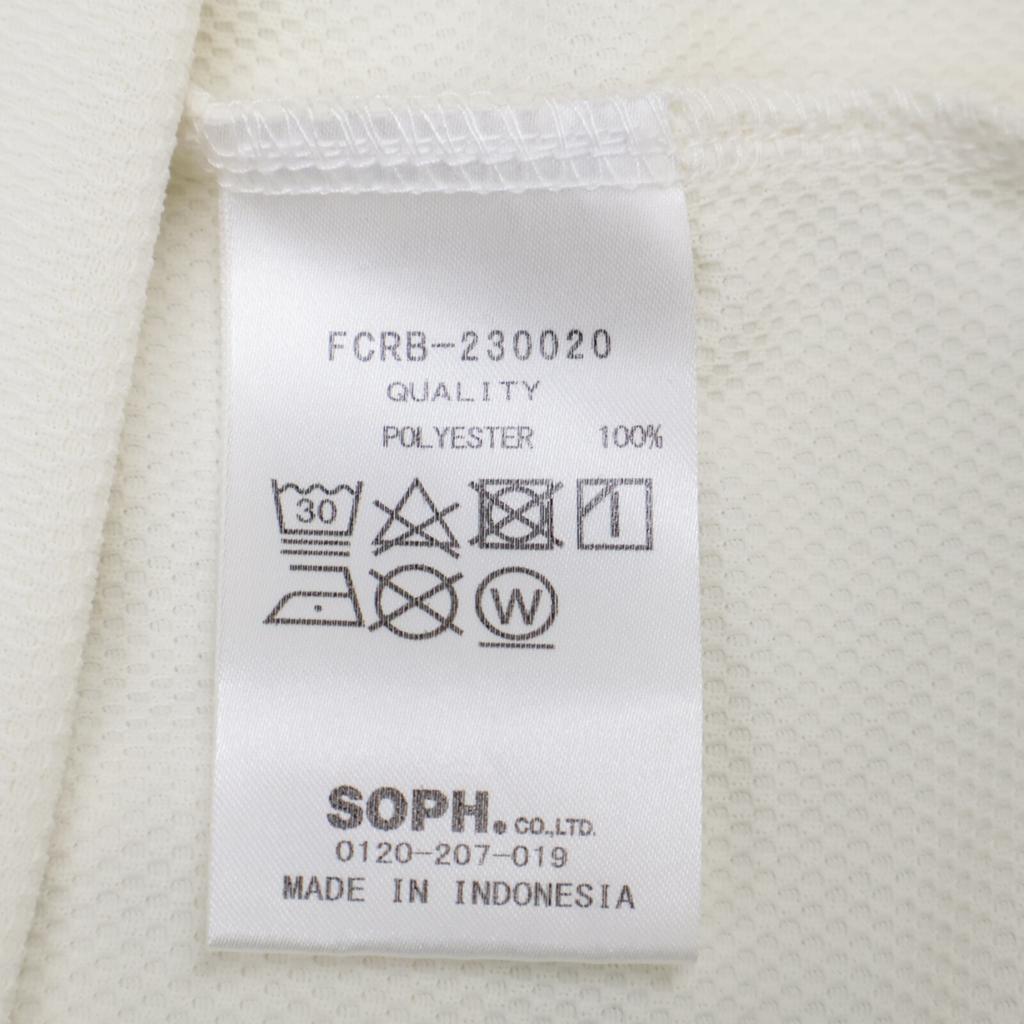 FCRB-230020
QUALITY
POLYESTER 100%
30
W
SOPH. CO.,LTD.
0120-207-019
MADE IN INDONESIA